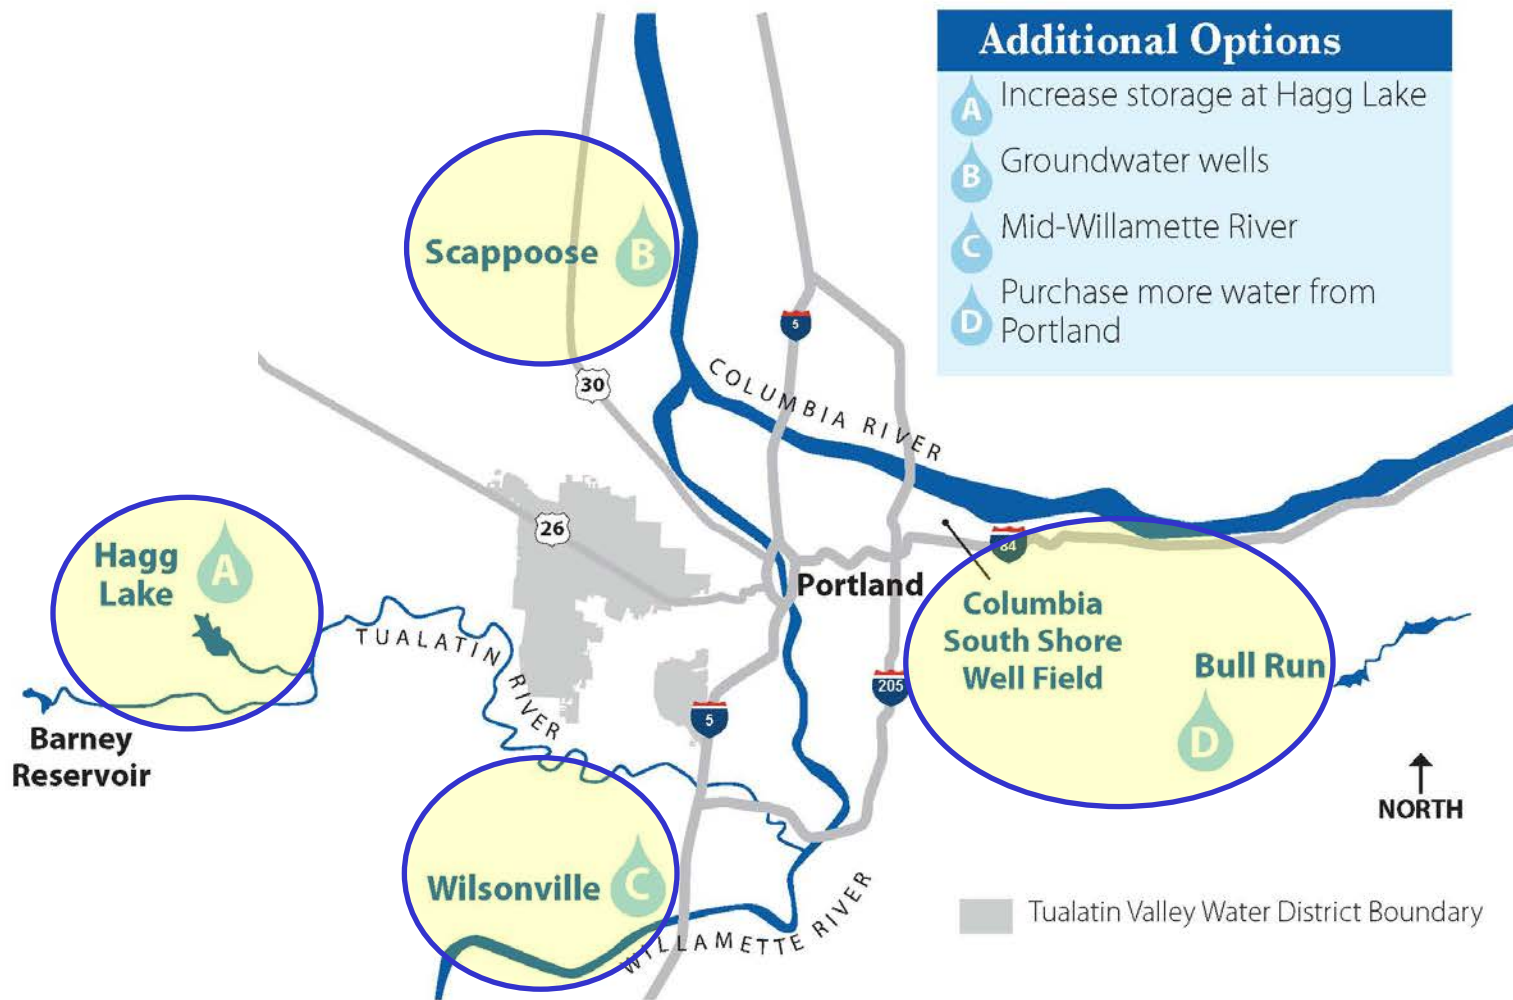 Additional Options
A Increase storage at Hagg Lake
B Groundwater wells
C Mid-Willamette River
D Purchase more water from
Portland
Scappoose B
5
30
COLUMBIA RIVER
26
Hagg
Lake
A
84
Portland
Columbia
South Shore
Well Field
TUALATIN RIVER
Bull Run
205
5
D
Barney
Reservoir
NORTH
Wilsonville C
WILLAMETTE RIVER
Tualatin Valley Water District Boundary